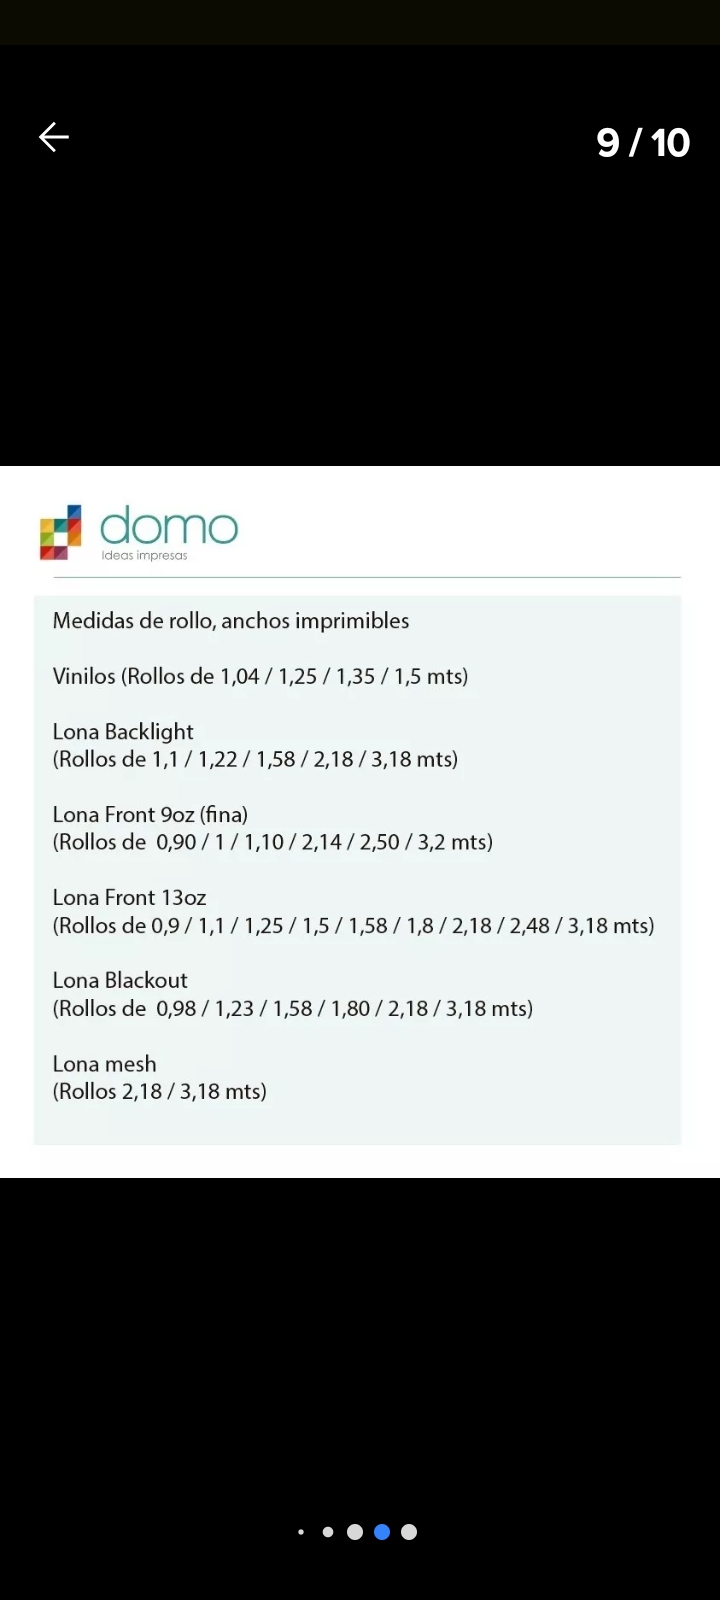 9 / 10
domo
Ideas impresas
Medidas de rollo, anchos imprimibles
Vinilos (Rollos de 1,04 / 1,25 / 1,35 / 1,5 mts)
Lona Backlight
(Rollos de 1,1 / 1,22 / 1,58 / 2,18 / 3,18 mts)
Lona Front 9oz (fina)
(Rollos de  0,90 / 1 / 1,10 / 2,14 / 2,50 / 3,2 mts)
Lona Front 13oz
(Rollos de 0,9 / 1,1 / 1,25 / 1,5 / 1,58 / 1,8 / 2,18 / 2,48 / 3,18 mts)
Lona Blackout
(Rollos de  0,98 / 1,23 / 1,58 / 1,80 / 2,18 / 3,18 mts)
Lona mesh
(Rollos 2,18 / 3,18 mts)